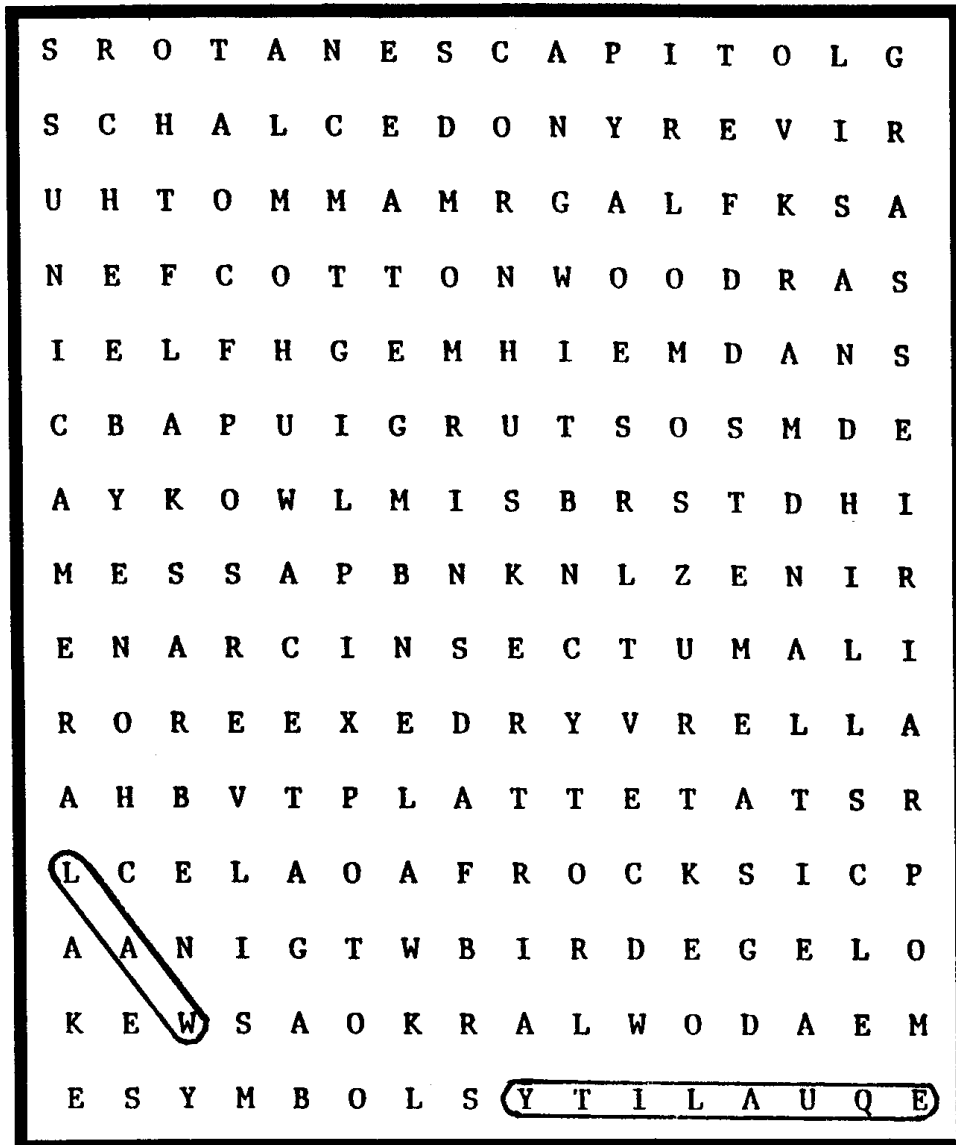 S R O T A N E S C A P I T O L G
S C H A L C E D O N Y R E V I R
U H T O M M A M R G A L F K S A
N E F C O T T O N W O O D R A S
I E L F H G E M H I E M D A N S
C B A P U I G R U T S O S M D E
A Y K O W L M I S B R S T D H I
M E S S A P B N K N L Z E N I R
E N A R C I N S E C T U M A L I
R O R E E X E D R Y V R E L L A
A H B V T P L A T T E T A T S R
L C E L A O A F R O C K S I C P
A A N I G T W B I R D E G E L O
K E W S A O K R A L W O D A E M
E S Y M B O L S Y T I L A U Q E